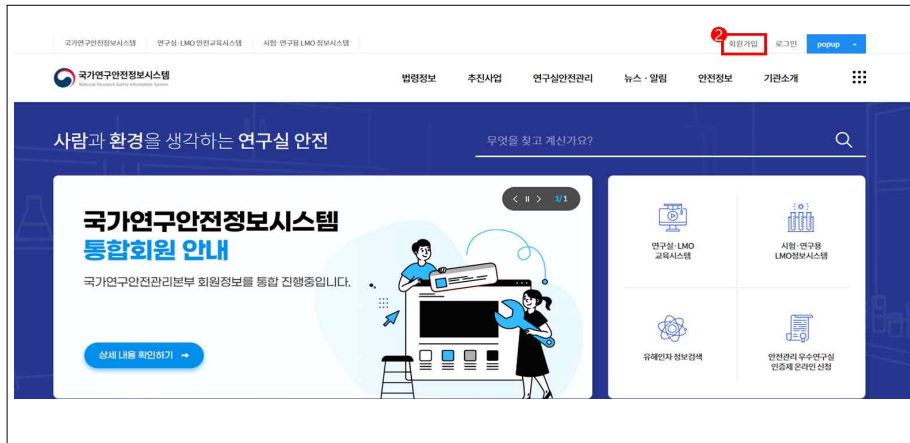 국가연구안전정보시스템 연구실·LMO 안전교육시스템 시험·연구용 LMO 정보시스템
2
회원가입 로그인 popup
국가연구안전정보시스템
National Research Safety Information System
법령정보 추진사업 연구실안전관리 뉴스·알림 안전정보 기관소개
사람과 환경을 생각하는 연구실 안전
무엇을 찾고 계신가요?
국가연구안전정보시스템
통합회원 안내
국가연구안전관리본부 회원정보를 통합 진행중입니다.
상세 내용 확인하기 →
1/1
연구실·LMO
교육시스템
시험·연구용
LMO정보시스템
유해인자 정보검색
안전관리 우수연구실
인증제 온라인 신청